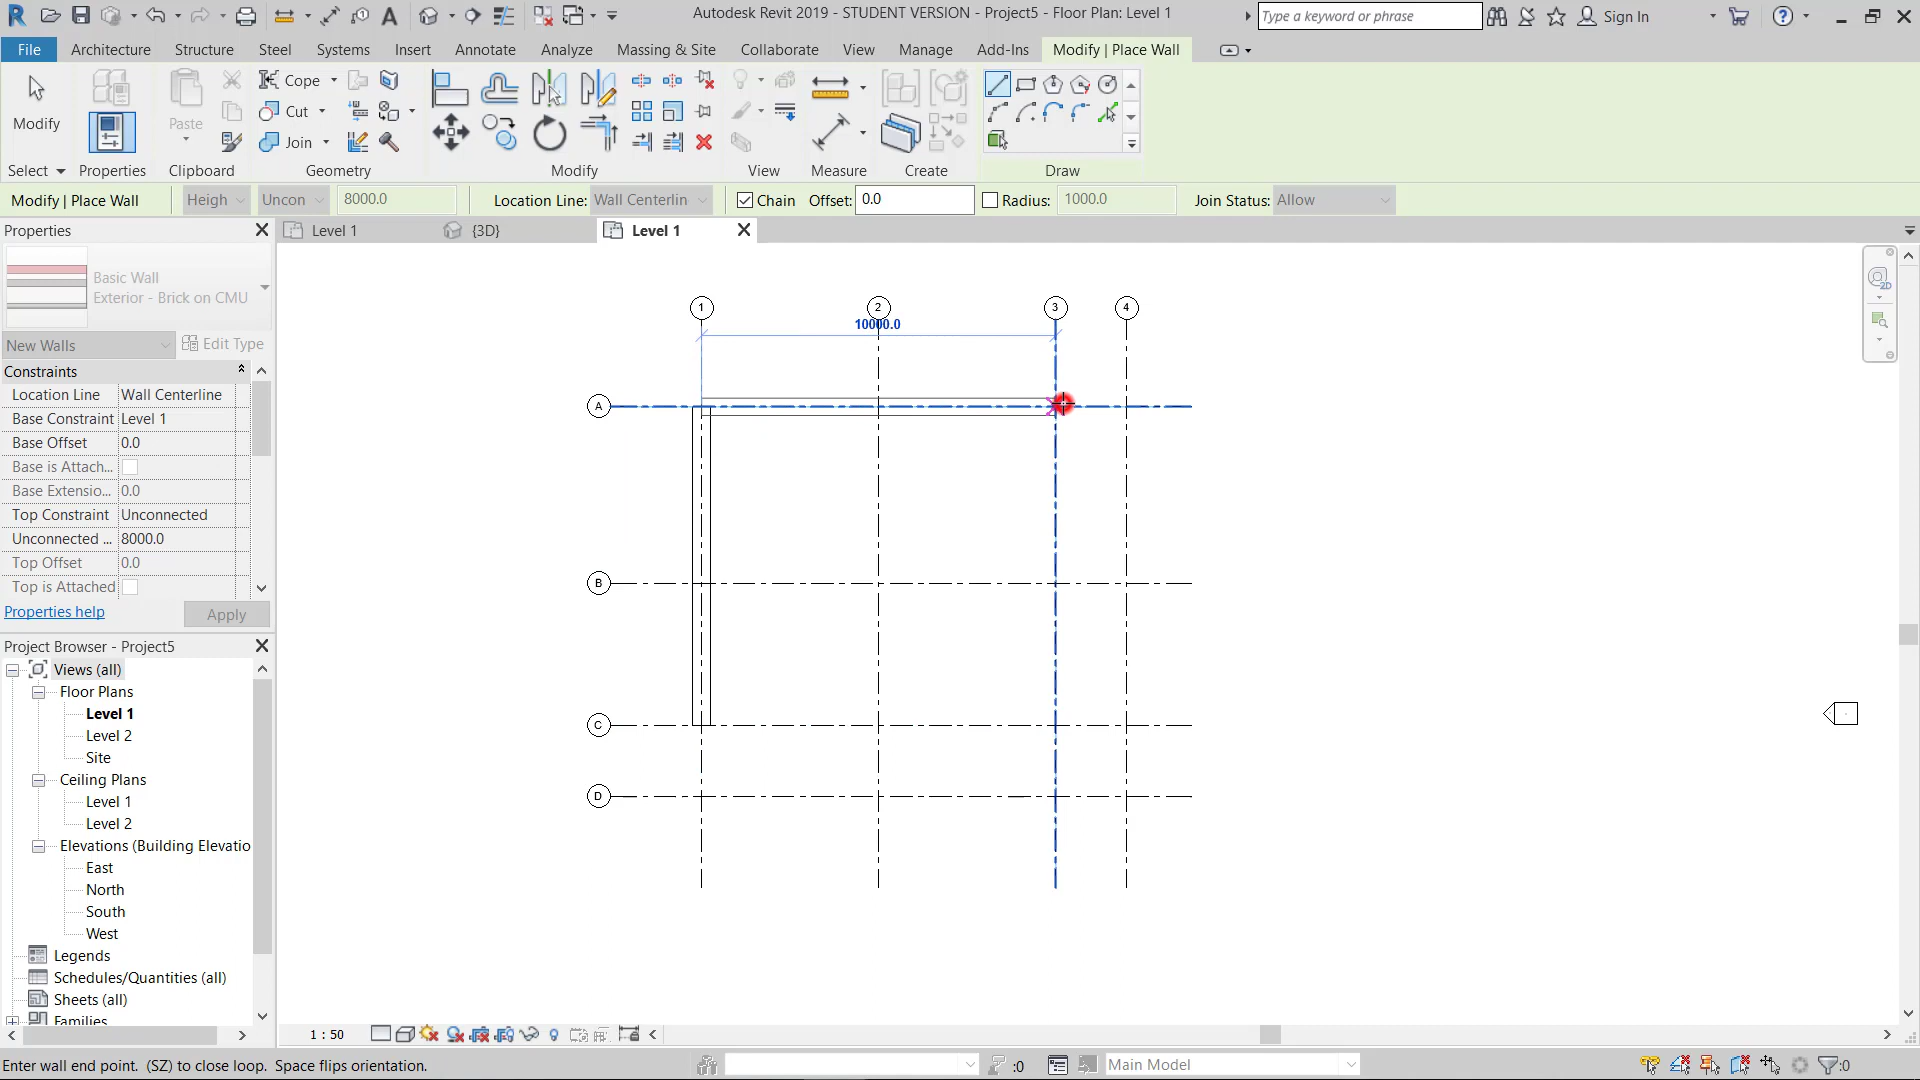 Autodesk Revit 2019 - STUDENT VERSION - Project5 - Floor Plan: Level 1
Type a keyword or phrase
Sign In
File Architecture Structure Steel Systems Insert Annotate Analyze Massing & Site Collaborate View Manage Add-Ins Modify | Place Wall
Modify
Paste
Cope
Cut
Join
Select Properties Clipboard Geometry Modify View Measure Create Draw
Modify | Place Wall Heigh Uncon 8000.0 Location Line: Wall Centerlin Chain Offset: 0.0 Radius: 1000.0 Join Status: Allow
Properties
Level 1 {3D} Level 1
Basic Wall
Exterior - Brick on CMU
New Walls Edit Type
Constraints
Location Line Wall Centerline
Base Constraint Level 1
Base Offset 0.0
Base is Attach...
Base Extensio... 0.0
Top Constraint Unconnected
Unconnected ... 8000.0
Top Offset 0.0
Top is Attached
Properties help Apply
Project Browser - Project5
Views (all)
Floor Plans
Level 1
Level 2
Site
Ceiling Plans
Level 1
Level 2
Elevations (Building Elevatio
East
North
South
West
Legends
Schedules/Quantities (all)
Sheets (all)
Families
1 2 3 4
10000.0
A
B
C
D
2D
1 : 50
Enter wall end point. (SZ) to close loop. Space flips orientation.
:0
Main Model
:0